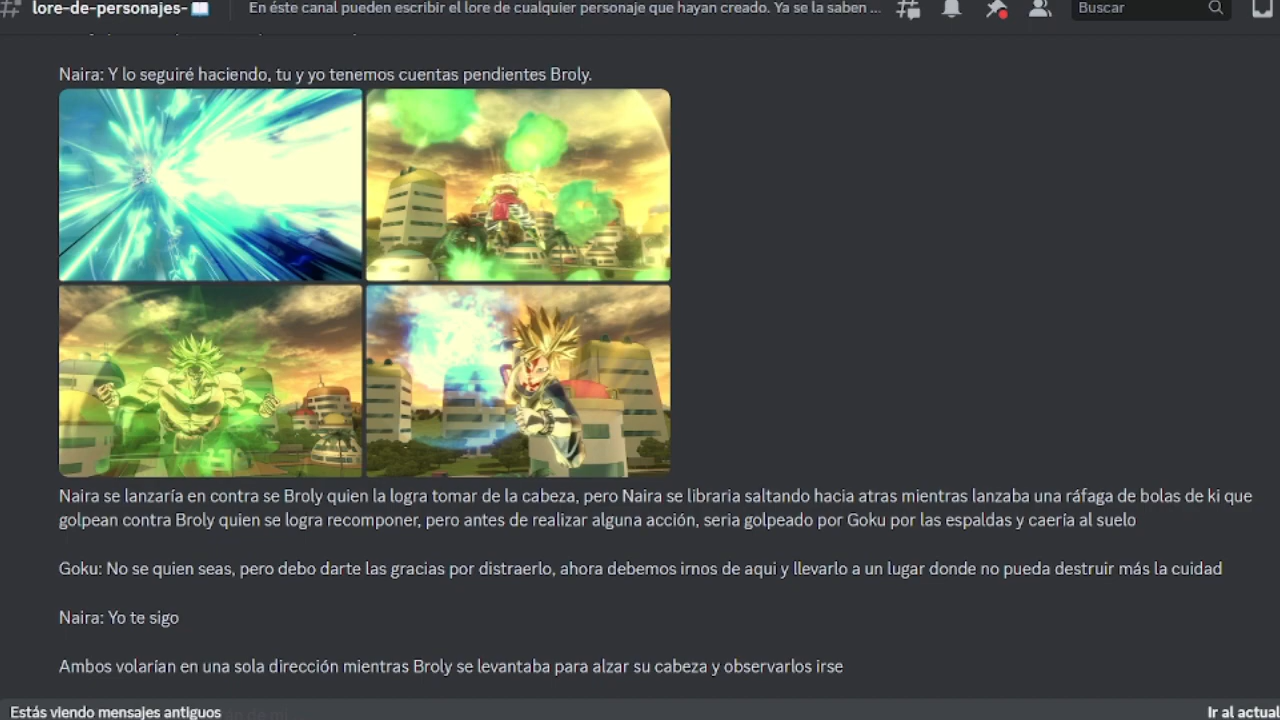 lore-de-personajes-📖
En éste canal pueden escribir el lore de cualquier personaje que hayan creado. Ya se la saben ...
Buscar
Naira: Y lo seguiré haciendo, tu y yo tenemos cuentas pendientes Broly.
Naira se lanzaría en contra se Broly quien la logra tomar de la cabeza, pero Naira se libraria saltando hacia atras mientras lanzaba una ráfaga de bolas de ki que
golpean contra Broly quien se logra recomponer, pero antes de realizar alguna acción, seria golpeado por Goku por las espaldas y caería al suelo
Goku: No se quien seas, pero debo darte las gracias por distraerlo, ahora debemos irnos de aqui y llevarlo a un lugar donde no pueda destruir más la cuidad
Naira: Yo te sigo
Ambos volarían en una sola dirección mientras Broly se levantaba para alzar su cabeza y observarlos irse
Estás viendo mensajes antiguos
Ir al actual